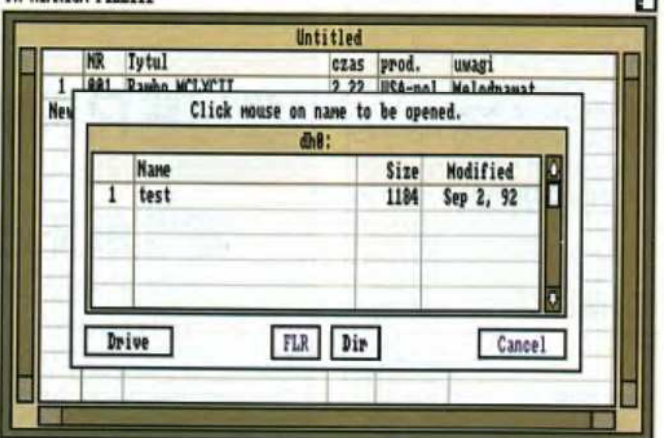 Untitled
NR Tytul czas prod. uwagi
1 001 Rambo 2 22 USA-pol Melodramat
New
Click mouse on name to be opened.
dh0:
Name Size Modified
1 test 1184 Sep 2, 92
Drive FLR Dir Cancel